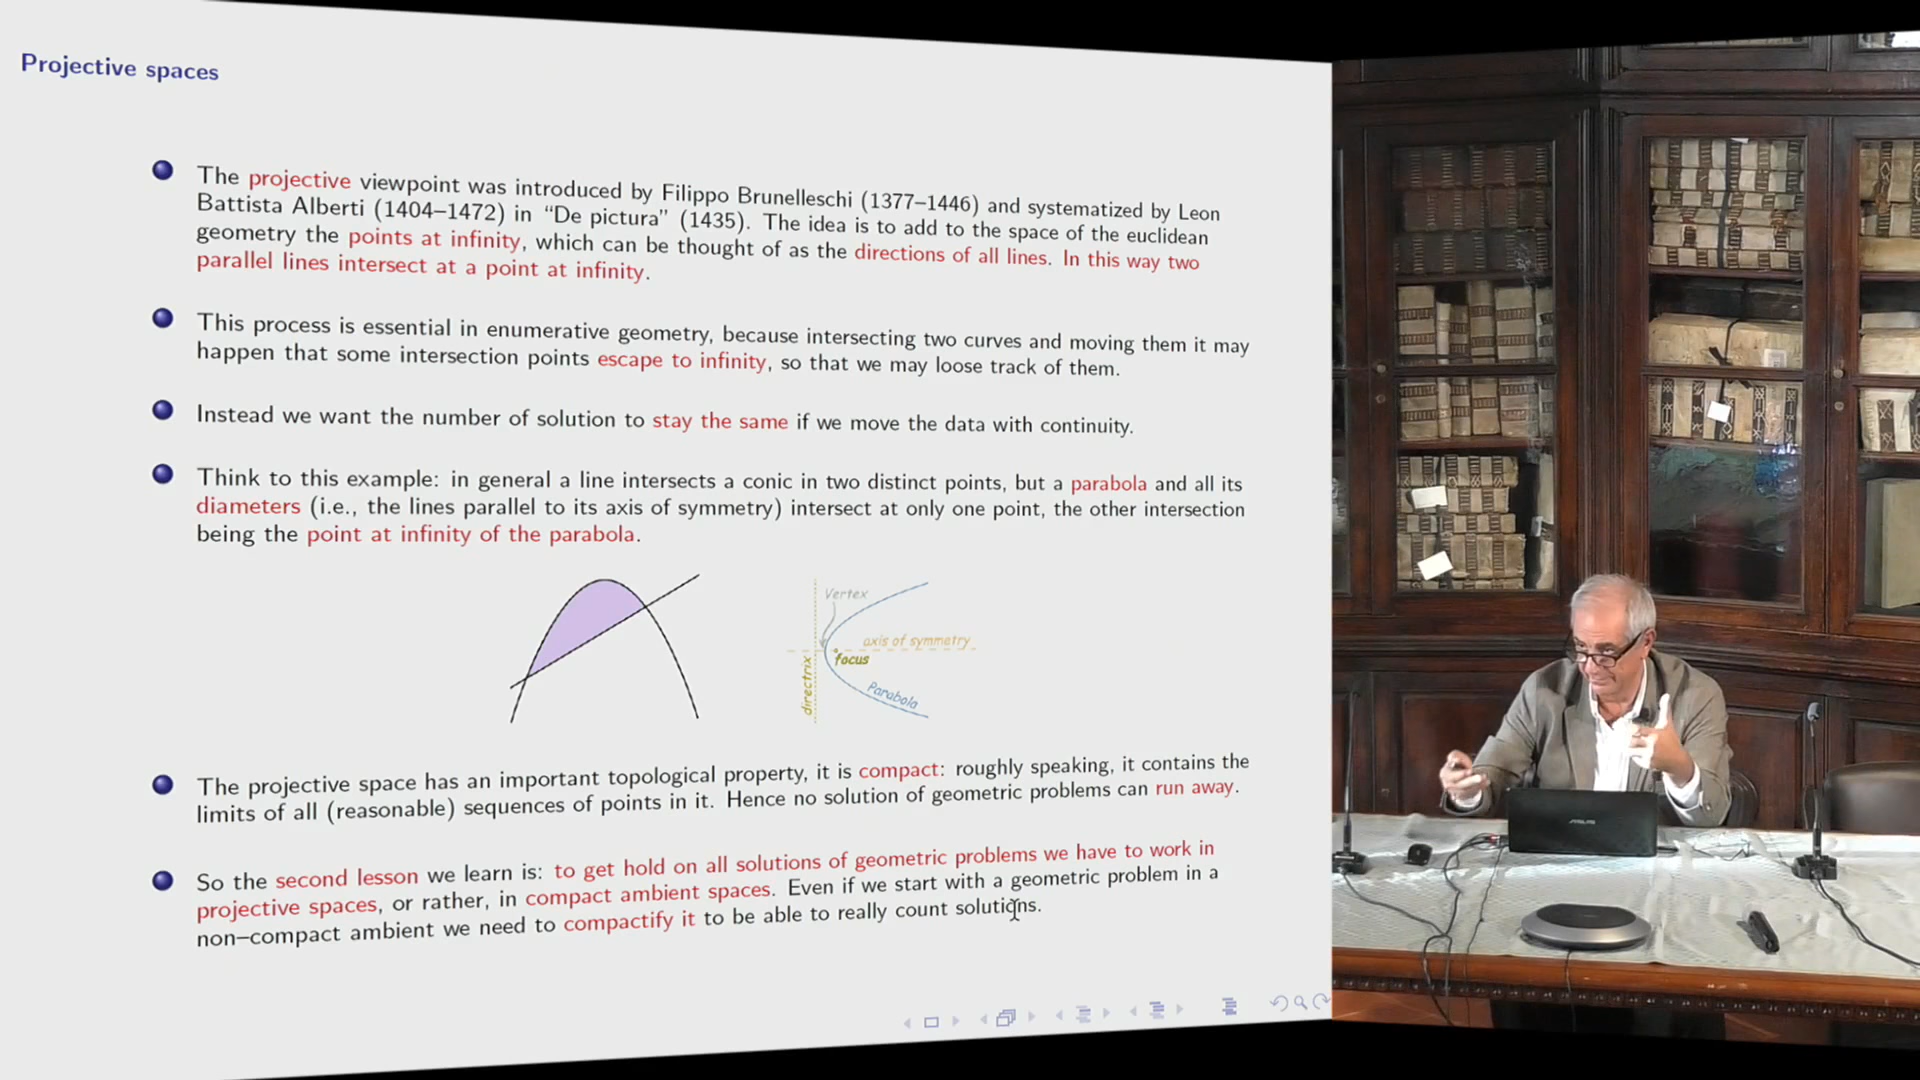 Projective spaces
The projective viewpoint was introduced by Filippo Brunelleschi (1377–1446) and systematized by Leon
Battista Alberti (1404–1472) in “De pictura” (1435). The idea is to add to the space of the euclidean
geometry the points at infinity, which can be thought of as the directions of all lines. In this way two
parallel lines intersect at a point at infinity.
This process is essential in enumerative geometry, because intersecting two curves and moving them it may
happen that some intersection points escape to infinity, so that we may loose track of them.
Instead we want the number of solution to stay the same if we move the data with continuity.
Think to this example: in general a line intersects a conic in two distinct points, but a parabola and all its
diameters (i.e., the lines parallel to its axis of symmetry) intersect at only one point, the other intersection
being the point at infinity of the parabola.
Vertex
axis of symmetry
focus
directrix
Parabola
The projective space has an important topological property, it is compact: roughly speaking, it contains the
limits of all (reasonable) sequences of points in it. Hence no solution of geometric problems can run away.
So the second lesson we learn is: to get hold on all solutions of geometric problems we have to work in
projective spaces, or rather, in compact ambient spaces. Even if we start with a geometric problem in a
non–compact ambient we need to compactify it to be able to really count solutions.
ASUS